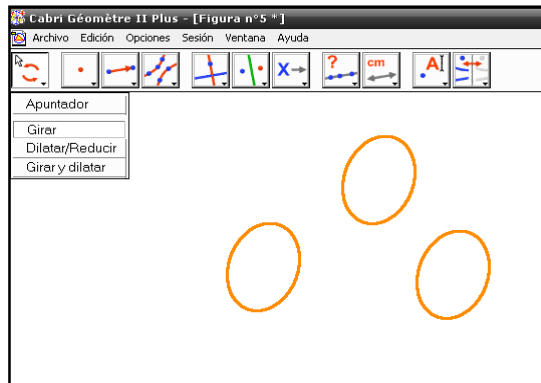 Cabri Géomètre II Plus - [Figura n°5 *]
Archivo Edición Opciones Sesión Ventana Ayuda
X ? cm A
Apuntador
Girar
Dilatar/Reducir
Girar y dilatar